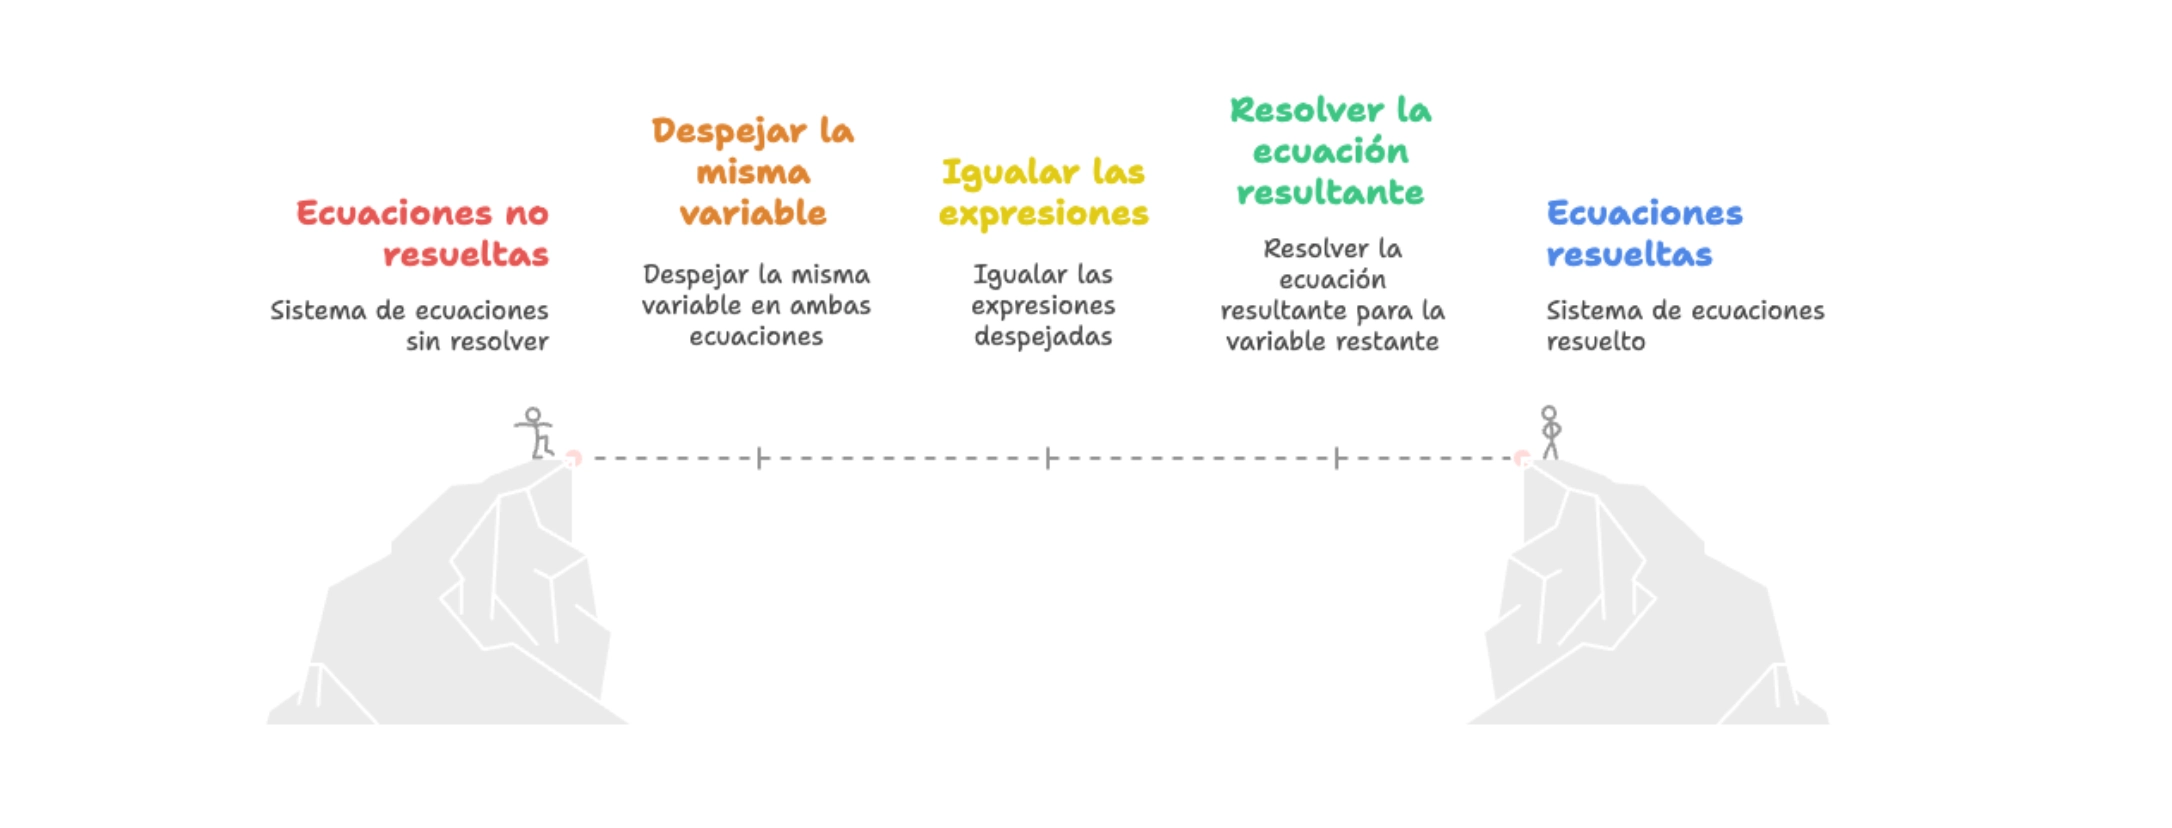 Ecuaciones no
resueltas
Sistema de ecuaciones
sin resolver
Despejar la
misma
variable
Despejar la misma
variable en ambas
ecuaciones
Igualar las
expresiones
Igualar las
expresiones
despejadas
Resolver la
ecuación
resultante
Resolver la
ecuación
resultante para la
variable restante
Ecuaciones
resueltas
Sistema de ecuaciones
resuelto